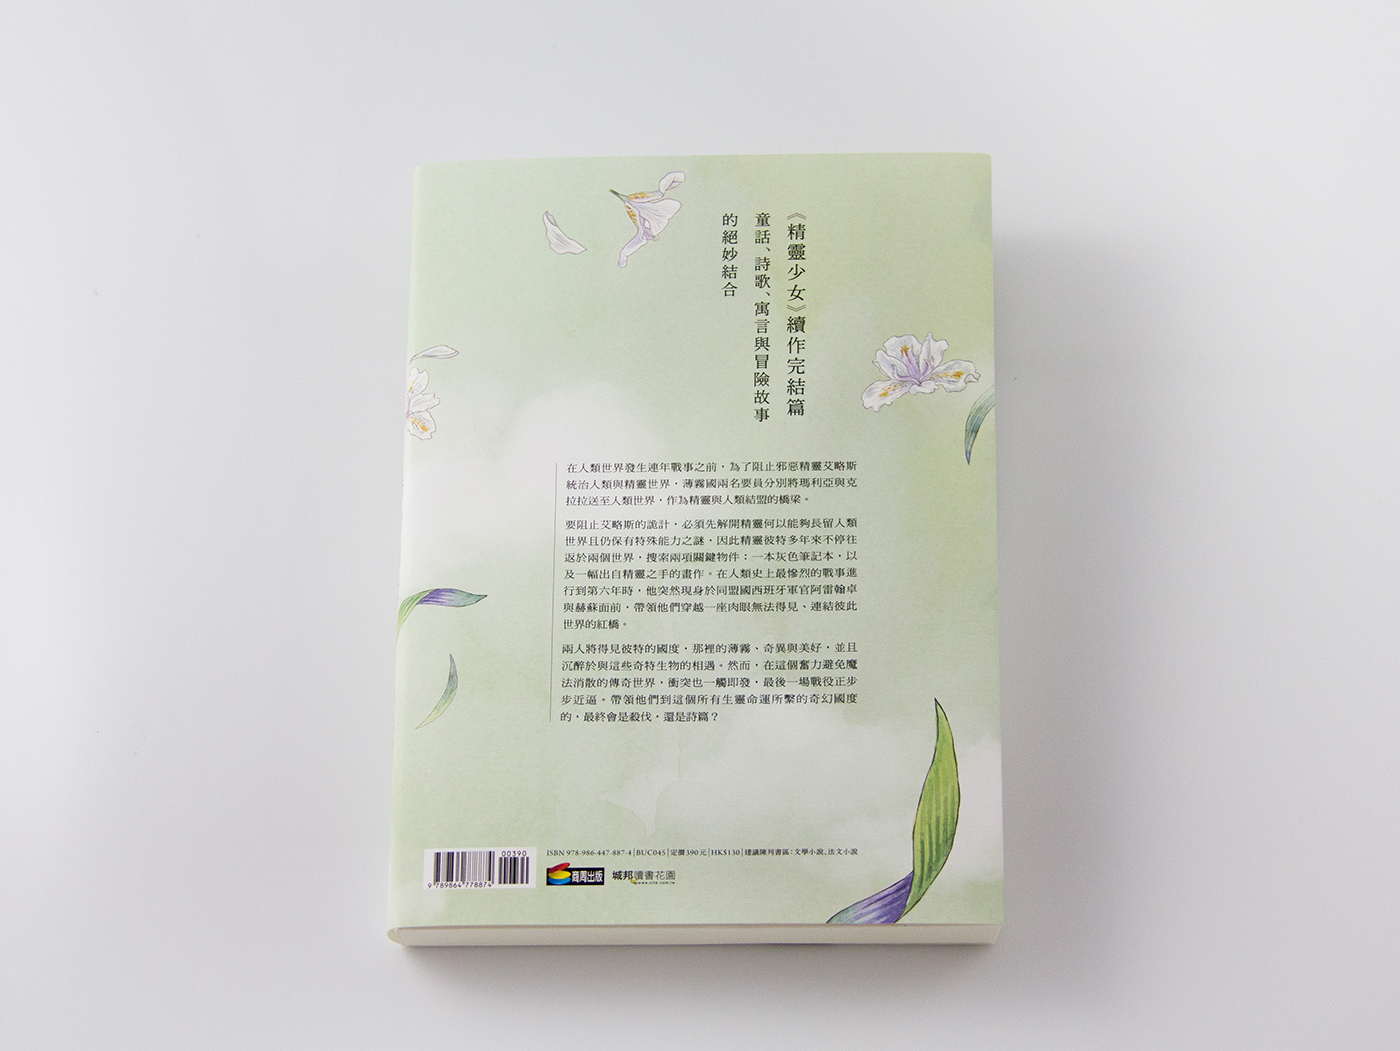 《精靈少女》續作完結篇
童話、詩歌、寓言與冒險故事
的絕妙結合
在人類世界發生連年戰事之前，為了阻止邪惡精靈艾略斯
統治人類與精靈世界，薄霧國兩名要員分別將瑪利亞與克
拉拉送至人類世界，作為精靈與人類結盟的橋梁。
要阻止艾略斯的詭計，必須先解開精靈何以能夠長留人類
世界且仍保有特殊能力之謎，因此精靈彼特多年來不停往
返於兩個世界，搜索兩項關鍵物件：一本灰色筆記本，以
及一幅出自精靈之手的畫作。在人類史上最慘烈的戰事進
行到第六年時，他突然現身於同盟國西班牙軍官阿雷翰卓
與赫蘇面前，帶領他們穿越一座肉眼無法得見、連結彼此
世界的紅橋。
兩人將得見彼特的國度，那裡的薄霧、奇異與美好，並且
沉醉於與這些奇特生物的相遇。然而，在這個奮力避免魔
法消散的傳奇世界，衝突也一觸即發，最後一場戰役正步
步近逼。帶領他們到這個所有生靈命運所繫的奇幻國度
的，最終會是殺伐，還是詩篇？
00390
9 789864 778874
ISBN 978-986-447-887-4│BUC045│定價390元│HK$130│建議陳列書區：文學小說、法文小說
商周出版
城邦讀書花園
www.cite.com.tw